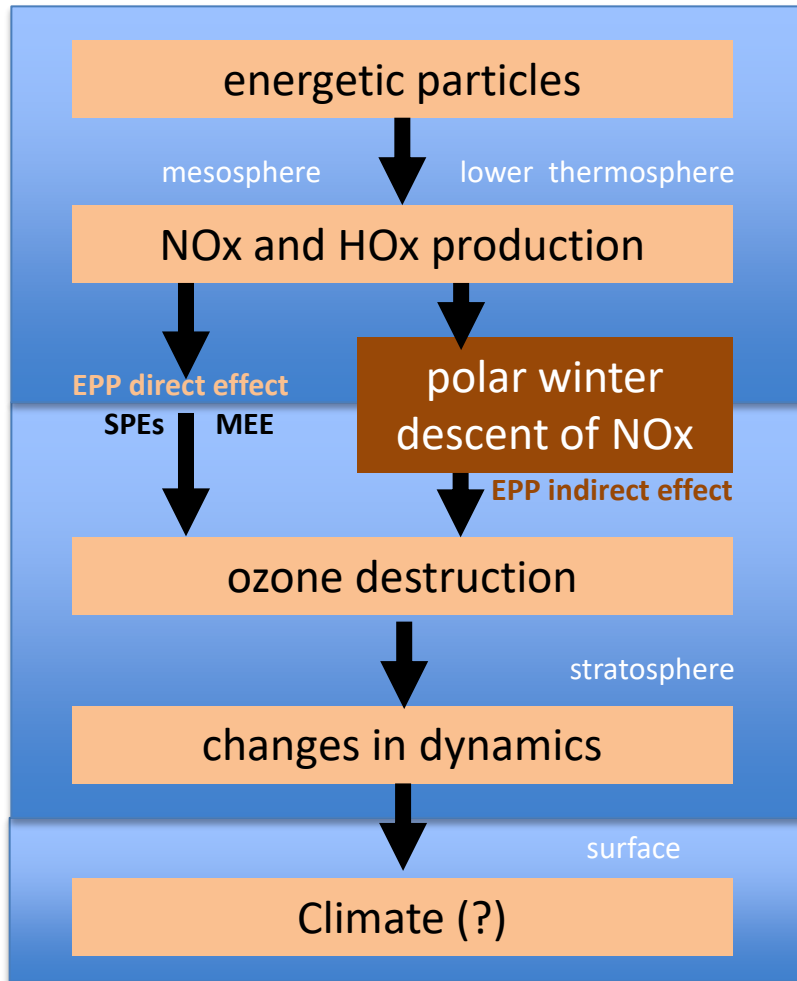 energetic particles
mesosphere lower thermosphere
NOx and HOx production
EPP direct effect
SPEs MEE
polar winter
descent of NOx
EPP indirect effect
ozone destruction
stratosphere
changes in dynamics
surface
Climate (?)